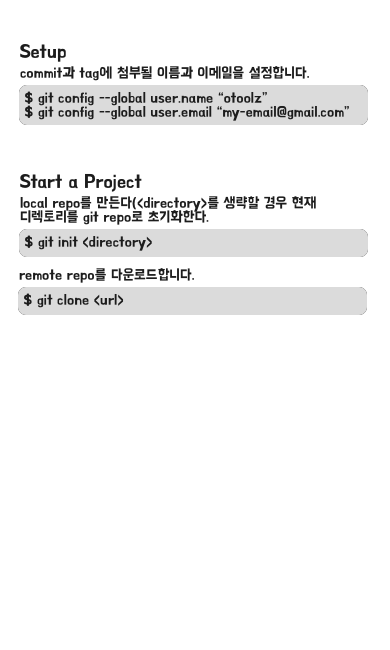 Setup
commit과 tag에 첨부될 이름과 이메일을 설정합니다.
$ git config --global user.name “otoolz”
$ git config --global user.email “my-email@gmail.com”
Start a Project
local repo를 만든다(<directory>를 생략할 경우 현재
디렉토리를 git repo로 초기화한다.
$ git init <directory>
remote repo를 다운로드합니다.
$ git clone <url>